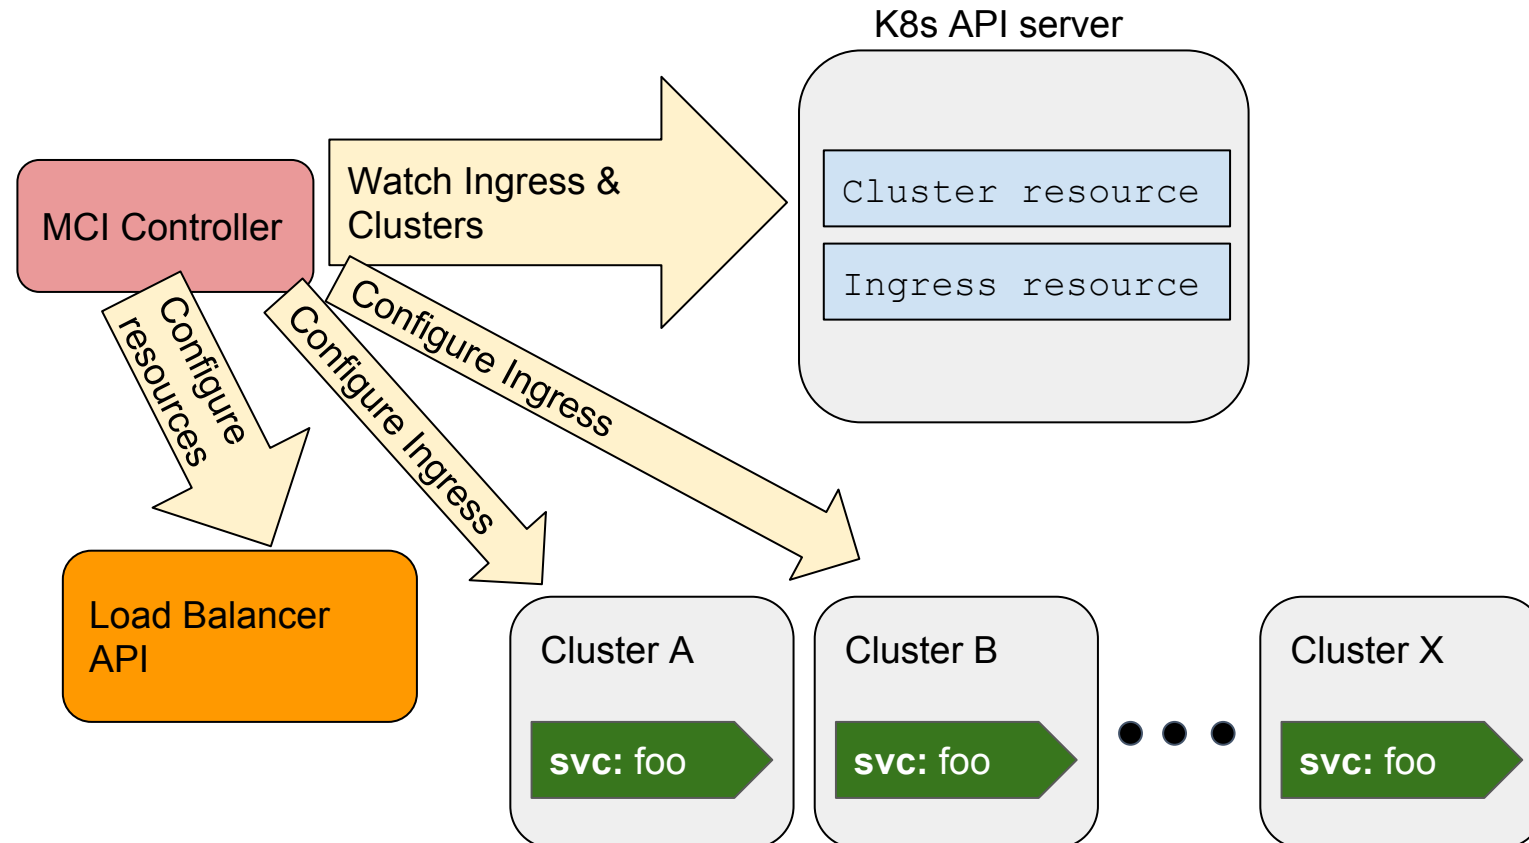 K8s API server
Cluster resource
Ingress resource
MCI Controller
Watch Ingress &
Clusters
Configure
resources
Configure Ingress
Configure Ingress
Load Balancer
API
Cluster A
svc: foo
Cluster B
svc: foo
Cluster X
svc: foo